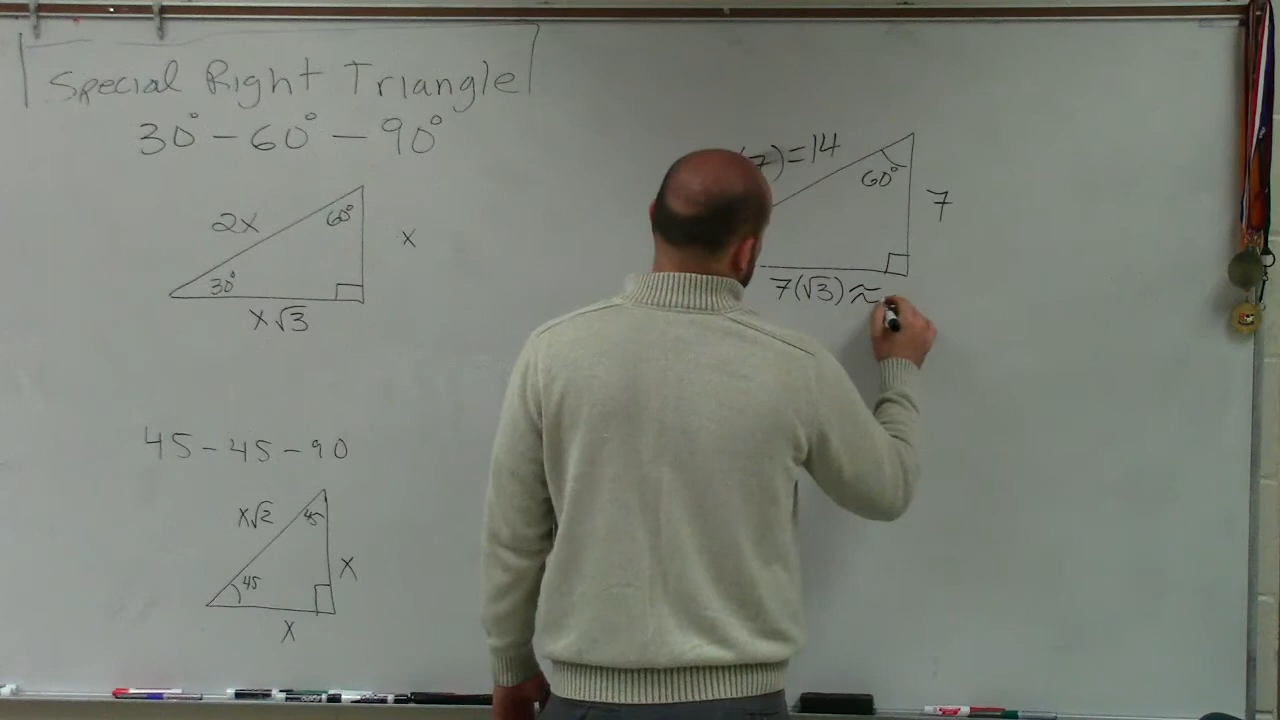 Special Right Triangle
30° - 60° - 90°
2x
60°
x
30°
x√3
45 - 45 - 90
x√2
45
x
45
x
7) = 14
60°
7
7(√3) ≈